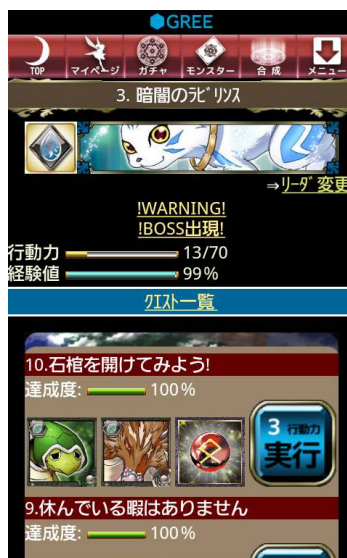 GREE
TOP マイページ ガチャ モンスター 合成 メニュー
3. 暗闇のﾗﾋﾞﾘﾝｽ
⇒ﾘｰﾀﾞ変更
!WARNING!
!BOSS出現!
行動力 13/70
経験値 99%
ｸｴｽﾄ一覧
10.石棺を開けてみよう!
達成度: 100%
3 行動力
実行
9.休んでいる暇はありません
達成度: 100%